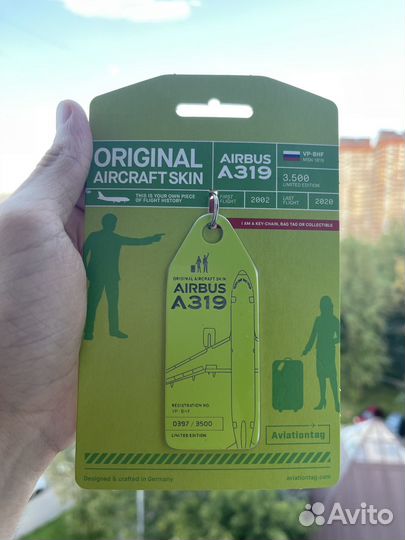 ORIGINAL
AIRCRAFT SKIN
THIS IS YOUR OWN PIECE
OF FLIGHT HISTORY
AIRBUS
A319
VP-BHF
MSN 1819
3.500
LIMITED EDITION
FIRST
FLIGHT
2002
LAST
FLIGHT
2020
I AM A KEY-CHAIN, BAG TAG OR COLLECTIBLE
ORIGINAL AIRCRAFT SKIN
AIRBUS
A319
REGISTRATION NO.
VP-BHF
0397 / 3500
LIMITED EDITION
Aviationtag
Designed & crafted in Germany
aviationtag.com
Avito